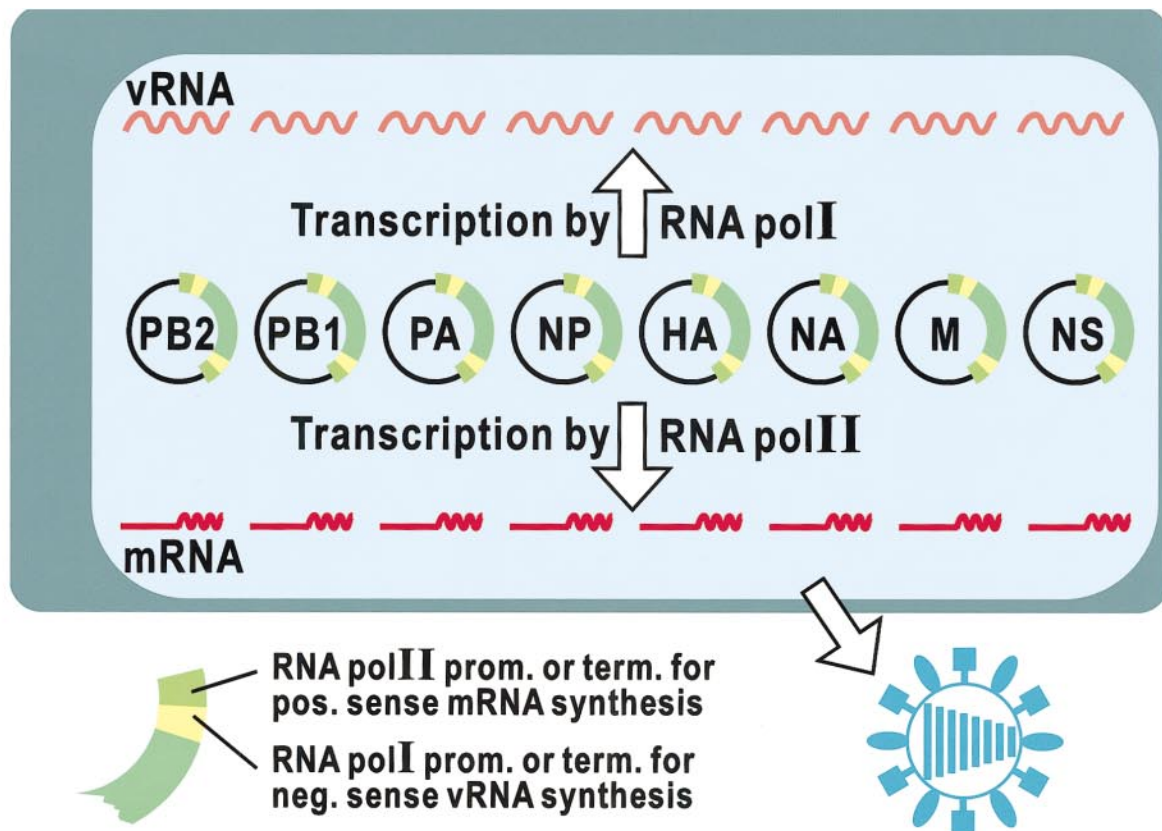 vRNA
Transcription by RNA polI
PB2 PB1 PA NP HA NA M NS
Transcription by RNA polII
mRNA
RNA polII prom. or term. for
pos. sense mRNA synthesis
RNA polI prom. or term. for
neg. sense vRNA synthesis